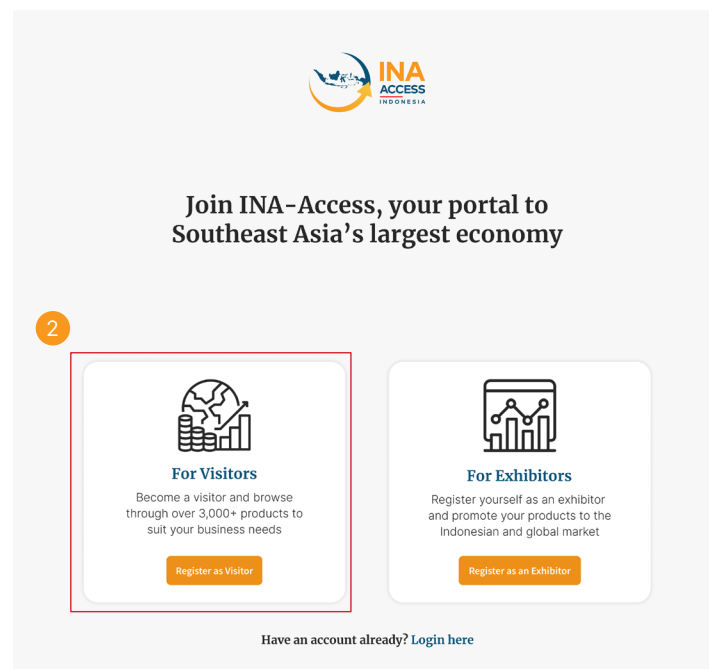 INA
ACCESS
INDONESIA
Join INA-Access, your portal to
Southeast Asia's largest economy
2
For Visitors
Become a visitor and browse
through over 3,000+ products to
suit your business needs
Register as Visitor
For Exhibitors
Register yourself as an exhibitor
and promote your products to the
Indonesian and global market
Register as an Exhibitor
Have an account already? Login here